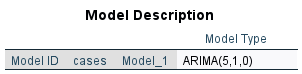 Model Description
Model Type
Model ID cases Model_1 ARIMA(5,1,0)